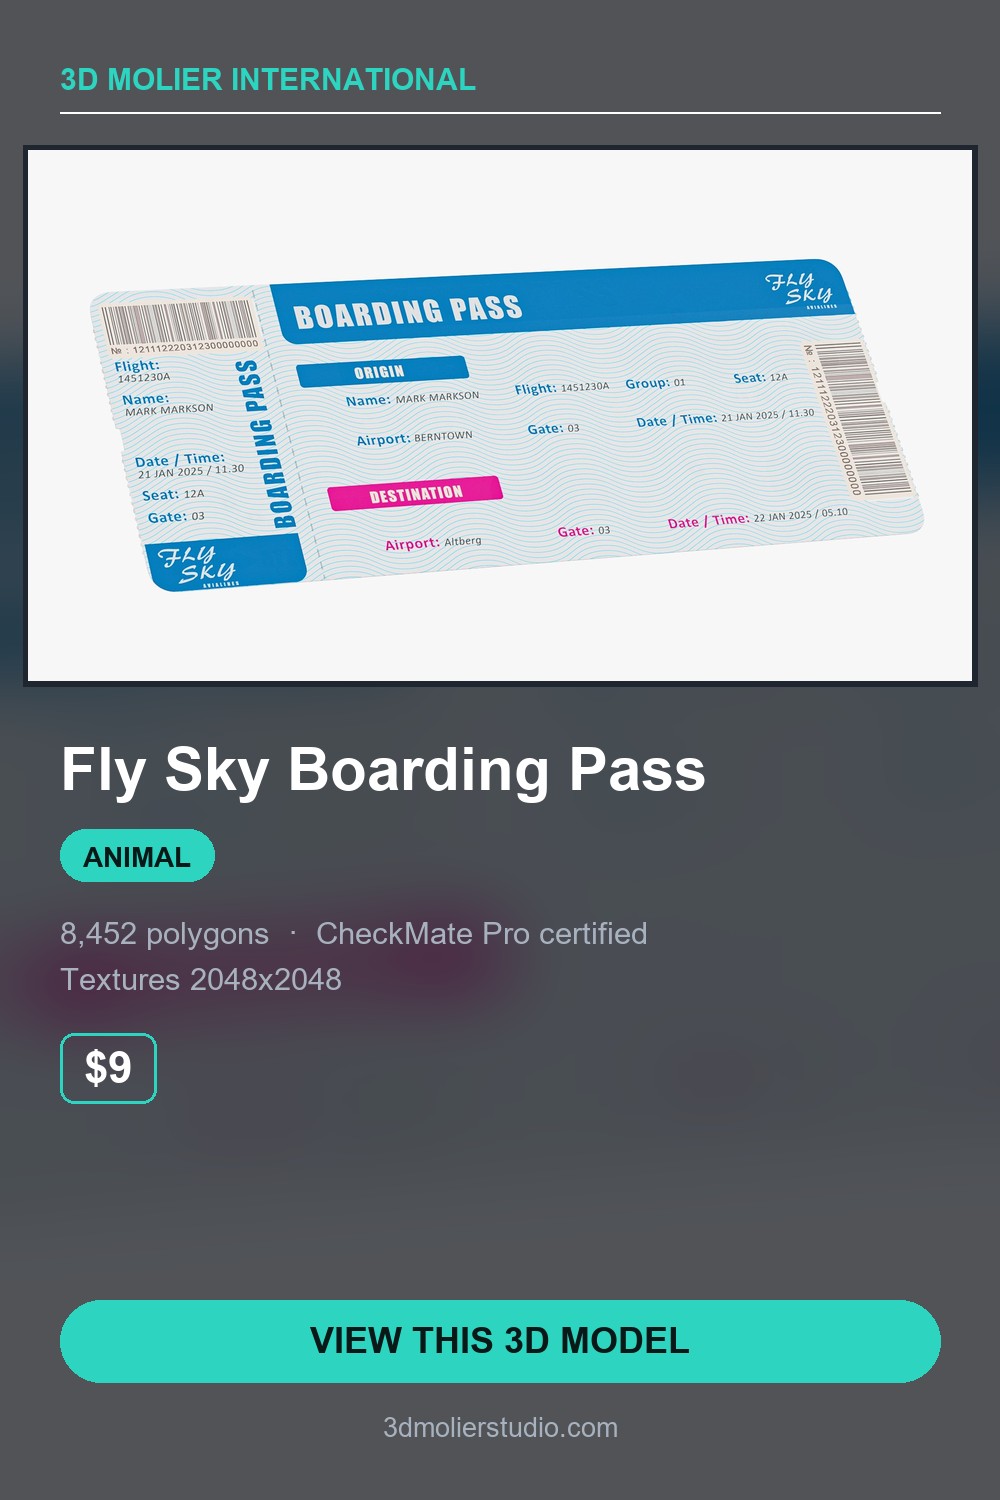 3D MOLIER INTERNATIONAL
BOARDING PASS
FLY
SKY
AVIALINES
№ : 121112220312300000000
Flight:
1451230A
Name:
MARK MARKSON
Date / Time:
21 JAN 2025 / 11.30
Seat: 12A
Gate: 03
BOARDING PASS
FLY
SKY
AVIALINES
ORIGIN
Name: MARK MARKSON
Flight: 1451230A
Group: 01
Seat: 12A
Airport: BERNTOWN
Gate: 03
Date / Time: 21 JAN 2025 / 11.30
DESTINATION
Airport: Altberg
Gate: 03
Date / Time: 22 JAN 2025 / 05.10
№ : 121112220312300000000
Fly Sky Boarding Pass
ANIMAL
8,452 polygons · CheckMate Pro certified
Textures 2048x2048
$9
VIEW THIS 3D MODEL
3dmolierstudio.com